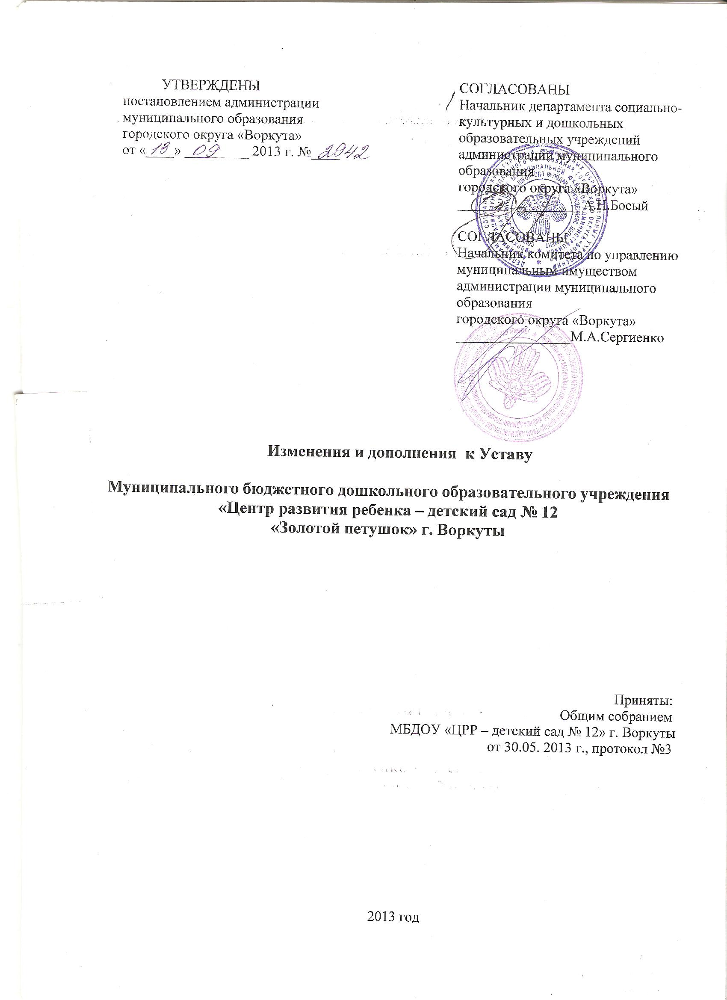 УТВЕРЖДЕНЫ
постановлением администрации
муниципального образования
городского округа «Воркута»
от «13» 09 2013 г. № 2942
СОГЛАСОВАНЫ
Начальник департамента социально-
культурных и дошкольных
образовательных учреждений
администрации муниципального
образования
городского округа «Воркута»
А.Н.Босый
СОГЛАСОВАНЫ
Начальник комитета по управлению
муниципальным имуществом
администрации муниципального
образования
городского округа «Воркута»
М.А.Сергиенко
Изменения и дополнения к Уставу
Муниципального бюджетного дошкольного образовательного учреждения
«Центр развития ребенка – детский сад № 12
«Золотой петушок» г. Воркуты
Приняты:
Общим собранием
МБДОУ «ЦРР – детский сад № 12» г. Воркуты
от 30.05. 2013 г., протокол №3
2013 год